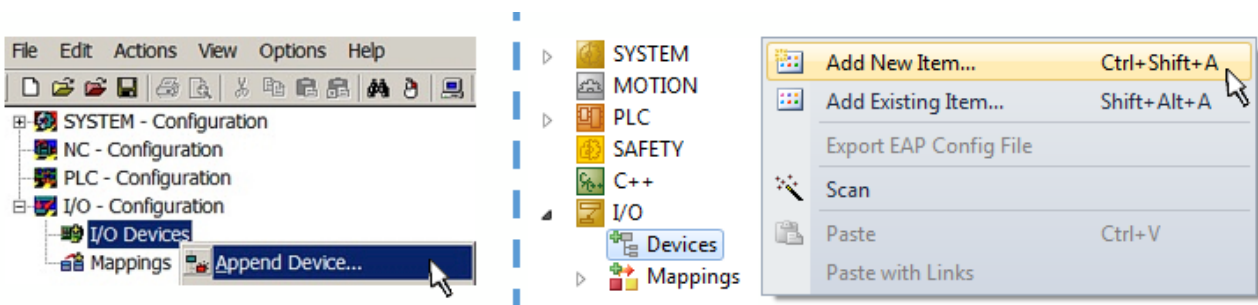 File Edit Actions View Options Help
SYSTEM - Configuration
NC - Configuration
PLC - Configuration
I/O - Configuration
I/O Devices
Mappings
Append Device...
SYSTEM
MOTION
PLC
SAFETY
C++
I/O
Devices
Mappings
Add New Item... Ctrl+Shift+A
Add Existing Item... Shift+Alt+A
Export EAP Config File
Scan
Paste Ctrl+V
Paste with Links